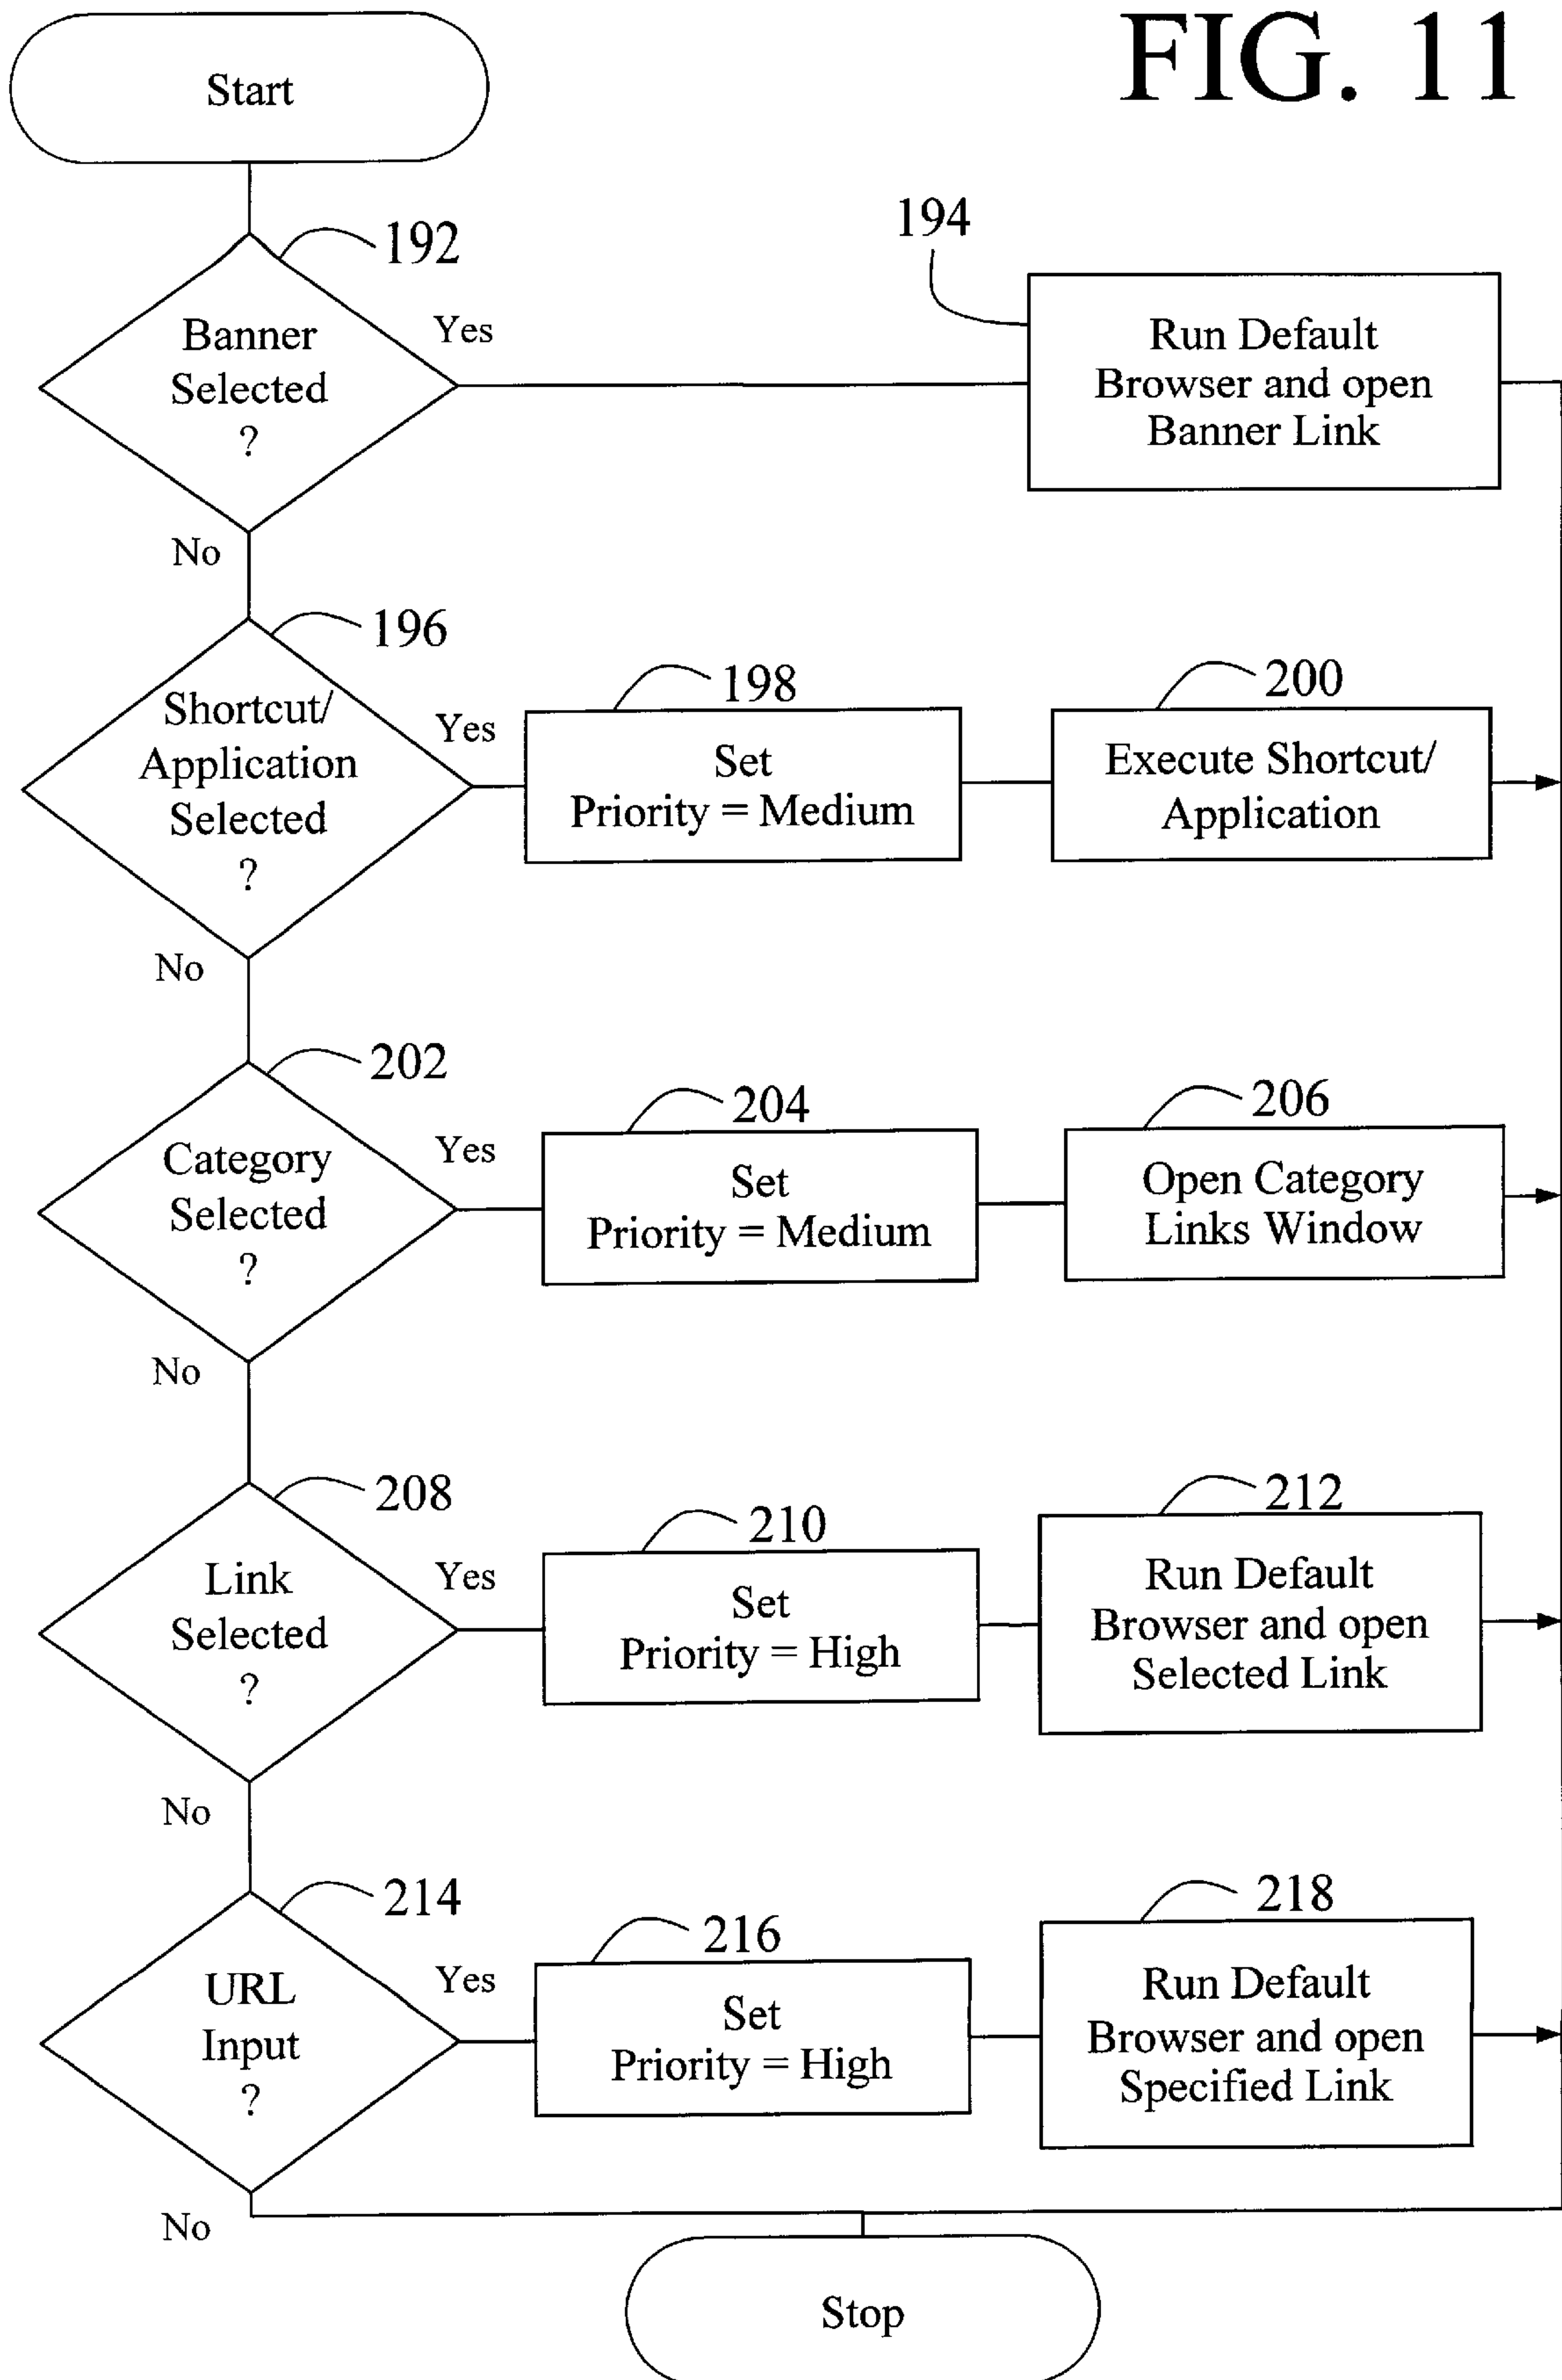 FIG. 11
Start
192
194
Banner
Selected
?
Yes
Run Default
Browser and open
Banner Link
No
196
198
200
Shortcut/
Application
Selected
?
Yes
Set
Priority = Medium
Execute Shortcut/
Application
No
202
204
206
Category
Selected
?
Yes
Set
Priority = Medium
Open Category
Links Window
No
208
210
212
Link
Selected
?
Yes
Set
Priority = High
Run Default
Browser and open
Selected Link
No
214
216
218
URL
Input
?
Yes
Set
Priority = High
Run Default
Browser and open
Specified Link
No
Stop